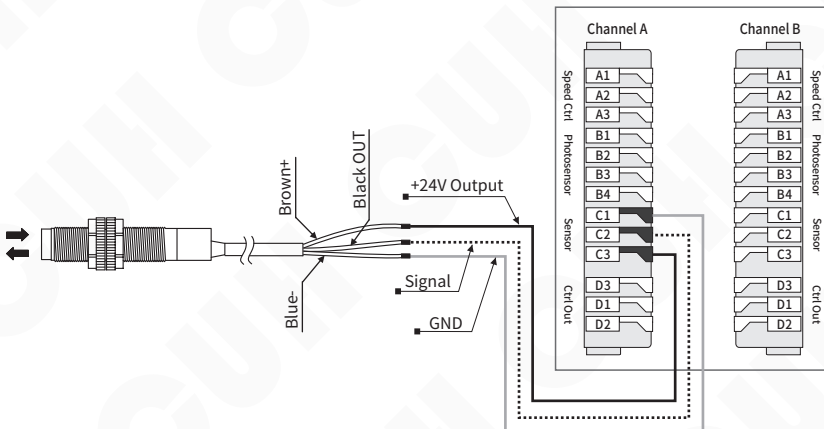 Channel A
Channel B
Speed Ctrl
A1
A2
A3
Photosensor
B1
B2
B3
B4
Sensor
C1
C2
C3
Ctrl Out
D3
D1
D2
A1
A2
A3
Speed Ctrl
B1
B2
B3
B4
Photosensor
C1
C2
C3
Sensor
D3
D1
D2
Ctrl Out
Brown+
Black OUT
Blue-
+24V Output
Signal
GND